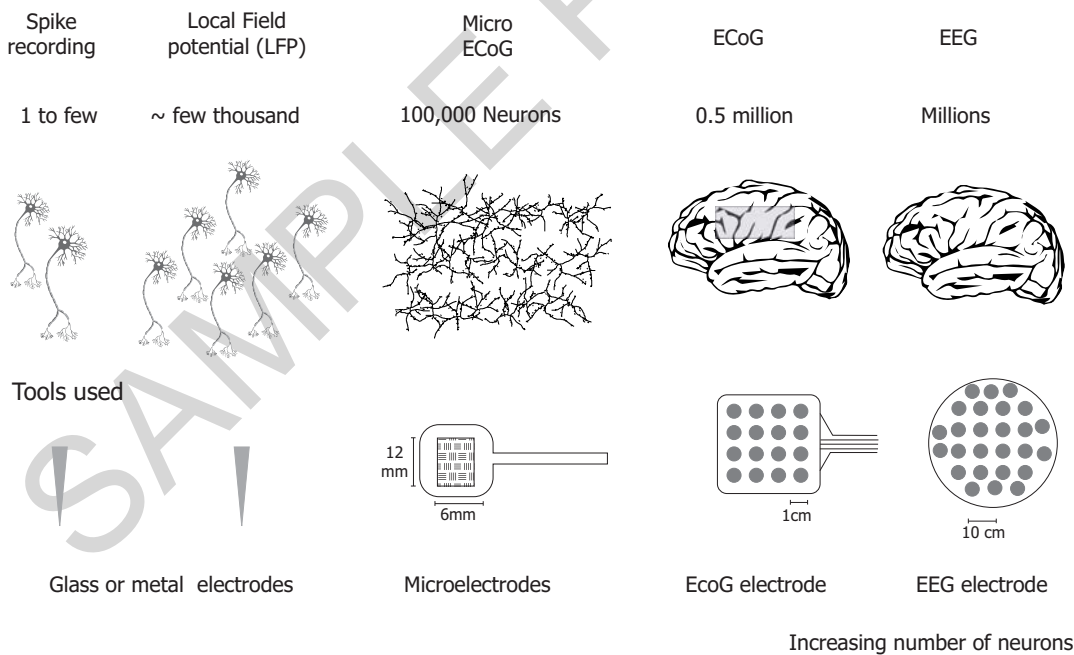 Spike
recording
Local Field
potential (LFP)
Micro
ECoG
ECoG
EEG
1 to few
~ few thousand
100,000 Neurons
0.5 million
Millions
Tools used
12
mm
6mm
1cm
10 cm
Glass or metal electrodes
Microelectrodes
EcoG electrode
EEG electrode
Increasing number of neurons
SAMPLE